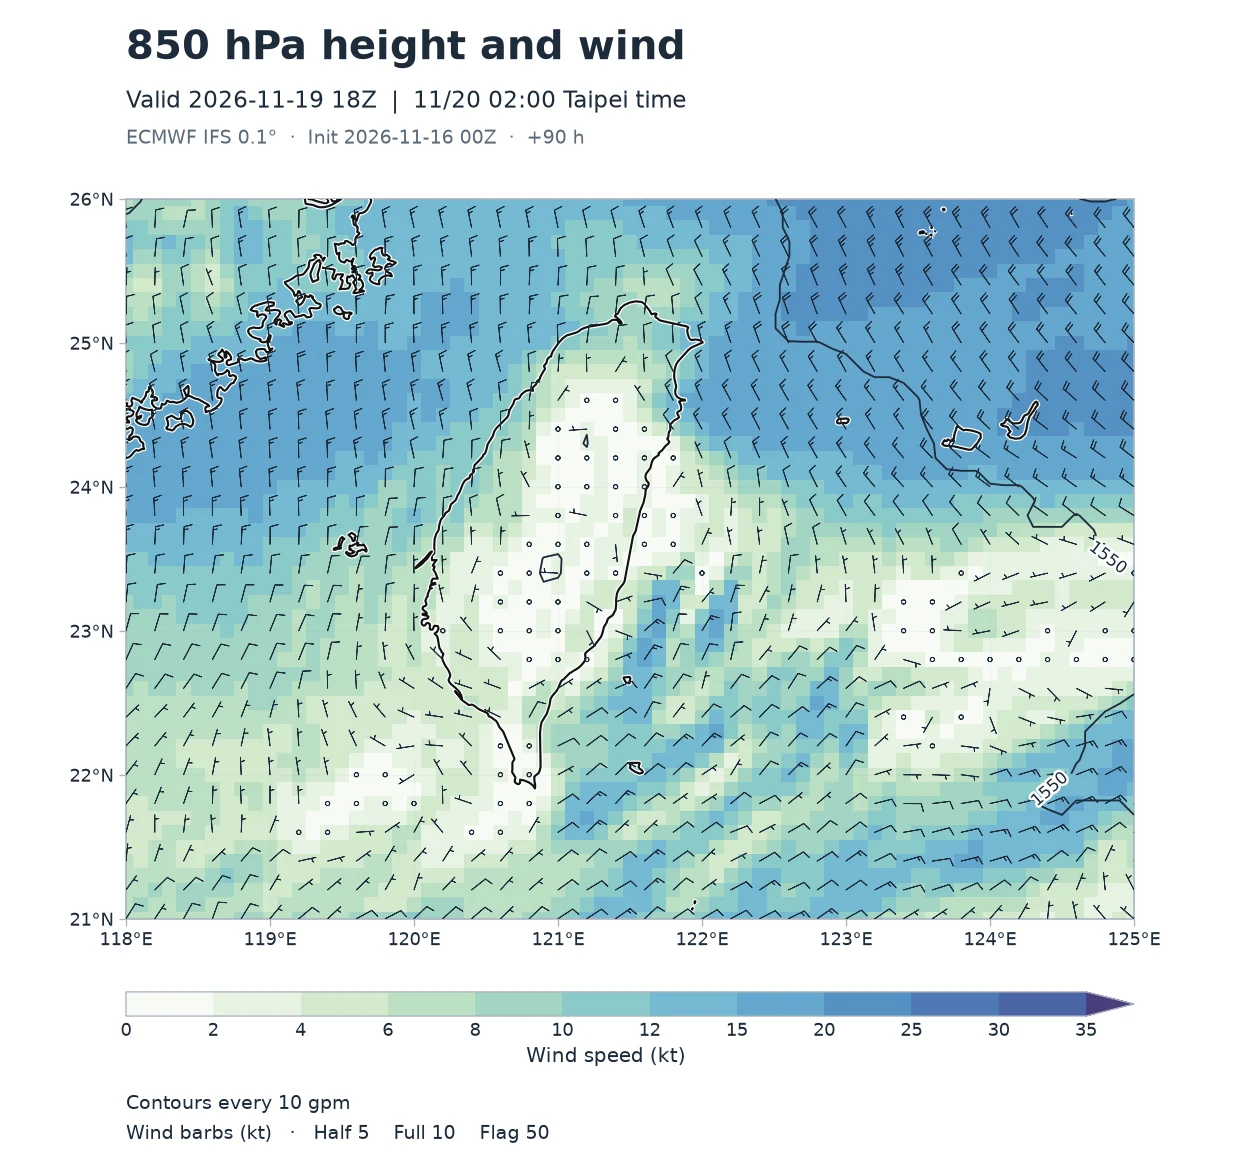 850 hPa height and wind
Valid 2026-11-19 18Z | 11/20 02:00 Taipei time
ECMWF IFS 0.1° · Init 2026-11-16 00Z · +90 h
26°N
25°N
24°N
23°N
22°N
21°N
1550
1550
118°E 119°E 120°E 121°E 122°E 123°E 124°E 125°E
0 2 4 6 8 10 12 15 20 25 30 35
Wind speed (kt)
Contours every 10 gpm
Wind barbs (kt) · Half 5 Full 10 Flag 50